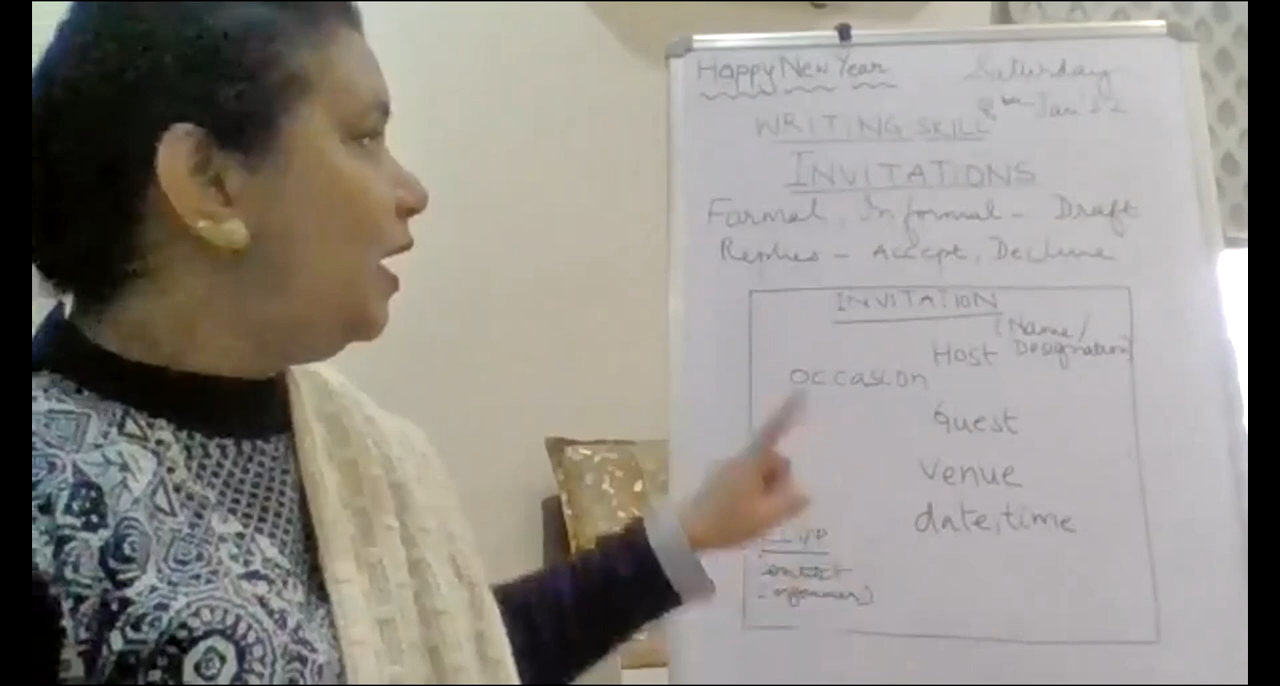 Happy New Year
Saturday
8th Jan'22
WRITING SKILL
INVITATIONS
Formal, Informal - Draft
Replies - Accept, Decline
INVITATION
(Name/
Host Designation)
occasion
Guest
venue
date, time